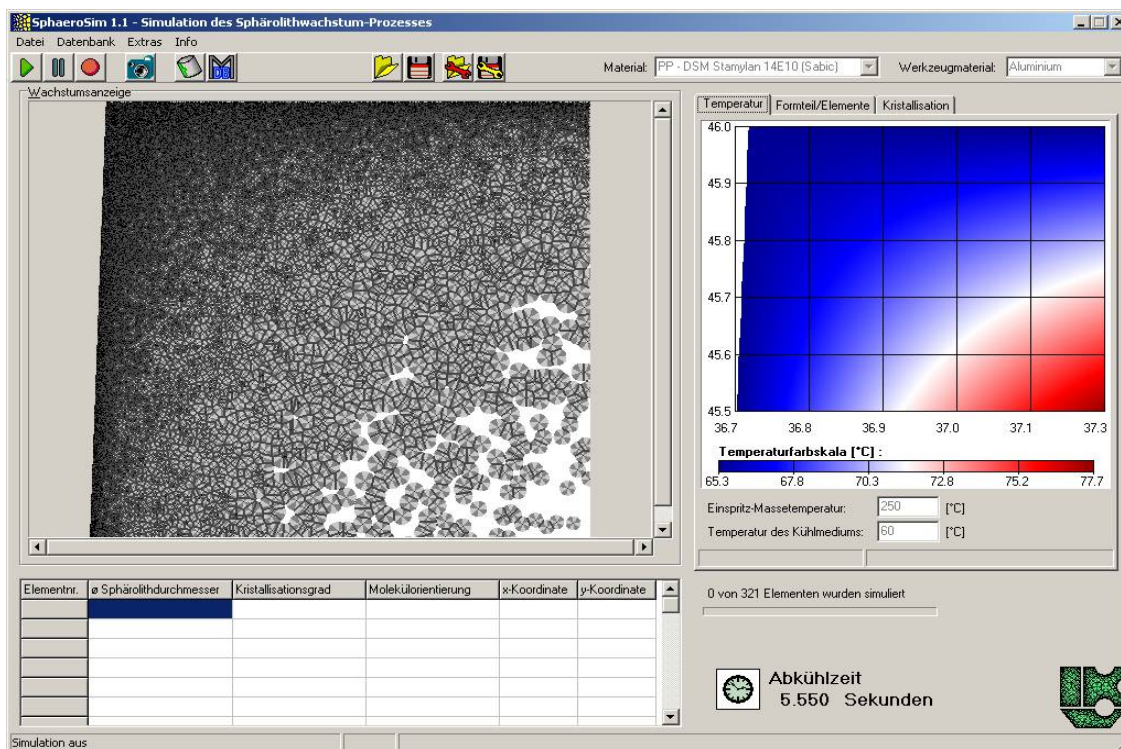 SphaeroSim 1.1 - Simulation des Sphärolithwachstum-Prozesses
Datei Datenbank Extras Info
Material: PP - DSM Stamylan 14E10 (Sabic) Werkzeugmaterial: Aluminium
Wachstumsanzeige
Temperatur Formteil/Elemente Kristallisation
46.0
45.9
45.8
45.7
45.6
45.5
36.7 36.8 36.9 37.0 37.1 37.3
Temperaturfarbskala [°C] :
65.3 67.8 70.3 72.8 75.2 77.7
Einspritz-Massetemperatur: 250 [°C]
Temperatur des Kühlmediums: 60 [°C]
Elementnr. ø Sphärolithdurchmesser Kristallisationsgrad Molekülorientierung x-Koordinate y-Koordinate
0 von 321 Elementen wurden simuliert
Abkühlzeit
5.550 Sekunden
Simulation aus